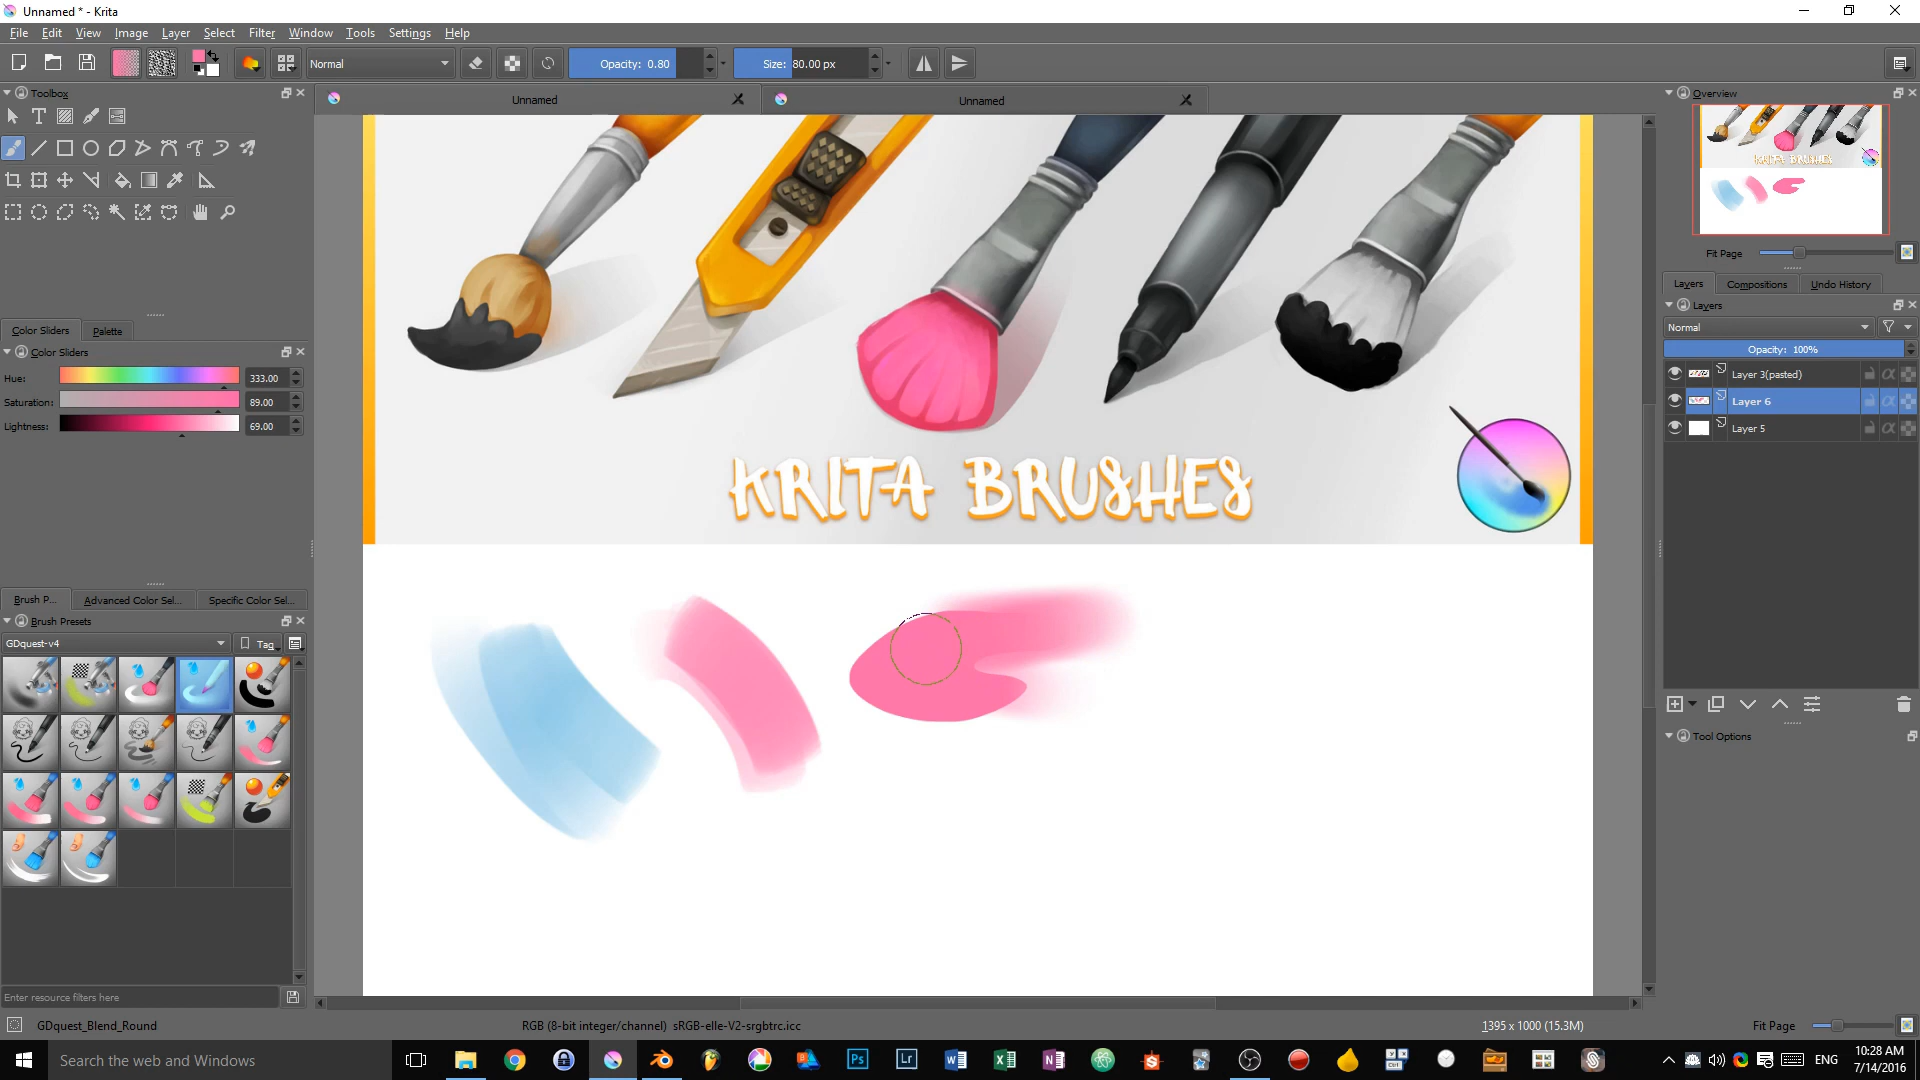 Unnamed * - Krita
File Edit View Image Layer Select Filter Window Tools Settings Help
Normal Opacity: 0.80 Size: 80.00 px
Toolbox
Unnamed
Unnamed
Overview
KRITA BRUSHES
Fit Page
Layers Compositions Undo History
Layers
Normal
Opacity: 100%
Layer 3(pasted)
Layer 6
Layer 5
Tool Options
Color Sliders Palette
Color Sliders
Hue: 333.00
Saturation: 89.00
Lightness: 69.00
KRITA BRUSHES
Brush P... Advanced Color Sel... Specific Color Sel...
Brush Presets
GDquest-v4 Tag
Enter resource filters here
GDquest_Blend_Round RGB (8-bit integer/channel) sRGB-elle-V2-srgbtrc.icc 1395 x 1000 (15.3M) Fit Page
Search the web and Windows
Ps Lr
ENG
10:28 AM
7/14/2016